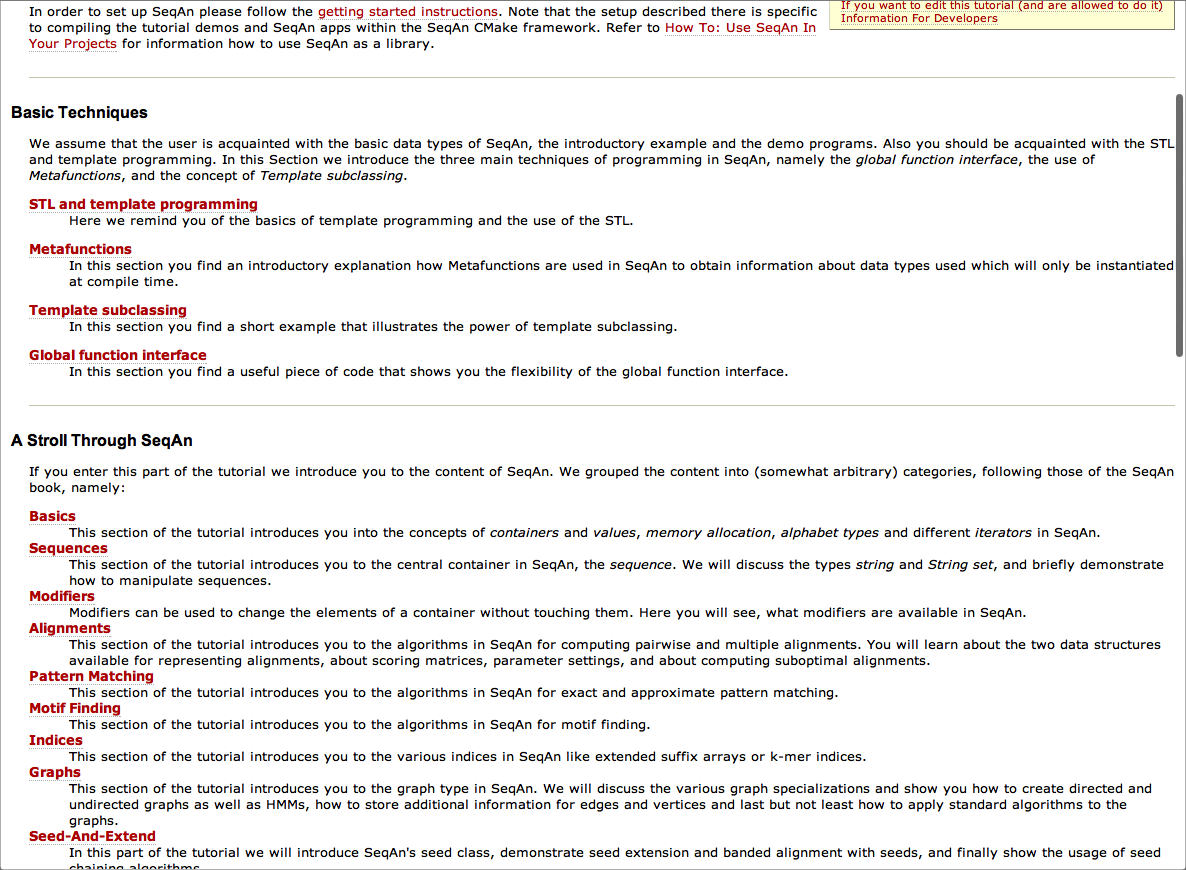 In order to set up SeqAn please follow the getting started instructions. Note that the setup described there is specific
to compiling the tutorial demos and SeqAn apps within the SeqAn CMake framework. Refer to How To: Use SeqAn In
Your Projects for information how to use SeqAn as a library.
If you want to edit this tutorial (and are allowed to do it)
Information For Developers
Basic Techniques
We assume that the user is acquainted with the basic data types of SeqAn, the introductory example and the demo programs. Also you should be acquainted with the STL
and template programming. In this Section we introduce the three main techniques of programming in SeqAn, namely the global function interface, the use of
Metafunctions, and the concept of Template subclassing.
STL and template programming
Here we remind you of the basics of template programming and the use of the STL.
Metafunctions
In this section you find an introductory explanation how Metafunctions are used in SeqAn to obtain information about data types used which will only be instantiated
at compile time.
Template subclassing
In this section you find a short example that illustrates the power of template subclassing.
Global function interface
In this section you find a useful piece of code that shows you the flexibility of the global function interface.
A Stroll Through SeqAn
If you enter this part of the tutorial we introduce you to the content of SeqAn. We grouped the content into (somewhat arbitrary) categories, following those of the SeqAn
book, namely:
Basics
This section of the tutorial introduces you into the concepts of containers and values, memory allocation, alphabet types and different iterators in SeqAn.
Sequences
This section of the tutorial introduces you to the central container in SeqAn, the sequence. We will discuss the types string and String set, and briefly demonstrate
how to manipulate sequences.
Modifiers
Modifiers can be used to change the elements of a container without touching them. Here you will see, what modifiers are available in SeqAn.
Alignments
This section of the tutorial introduces you to the algorithms in SeqAn for computing pairwise and multiple alignments. You will learn about the two data structures
available for representing alignments, about scoring matrices, parameter settings, and about computing suboptimal alignments.
Pattern Matching
This section of the tutorial introduces you to the algorithms in SeqAn for exact and approximate pattern matching.
Motif Finding
This section of the tutorial introduces you to the algorithms in SeqAn for motif finding.
Indices
This section of the tutorial introduces you to the various indices in SeqAn like extended suffix arrays or k-mer indices.
Graphs
This section of the tutorial introduces you to the graph type in SeqAn. We will discuss the various graph specializations and show you how to create directed and
undirected graphs as well as HMMs, how to store additional information for edges and vertices and last but not least how to apply standard algorithms to the
graphs.
Seed-And-Extend
In this part of the tutorial we will introduce SeqAn's seed class, demonstrate seed extension and banded alignment with seeds, and finally show the usage of seed
chaining algorithms.